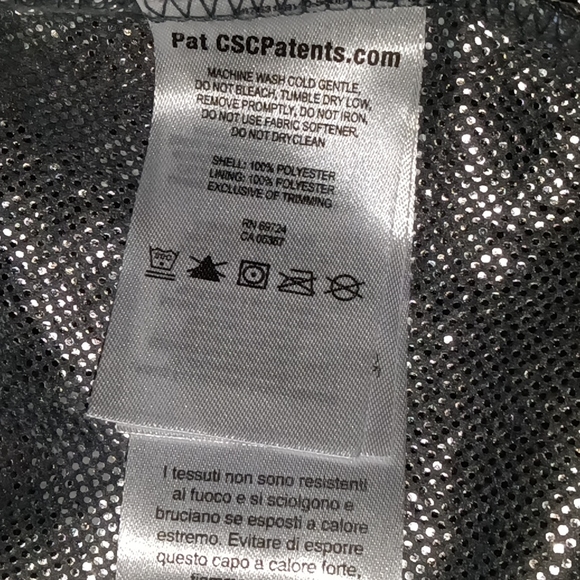 Pat CSCPatents.com
MACHINE WASH COLD GENTLE,
DO NOT BLEACH, TUMBLE DRY LOW,
REMOVE PROMPTLY, DO NOT IRON,
DO NOT USE FABRIC SOFTENER,
DO NOT DRYCLEAN
SHELL: 100% POLYESTER
LINING: 100% POLYESTER
EXCLUSIVE OF TRIMMING
RN 69724
CA 05367
I tessuti non sono resistenti
al fuoco e si sciolgono e
bruciano se esposti a calore
estremo. Evitare di esporre
questo capo a calore forte,